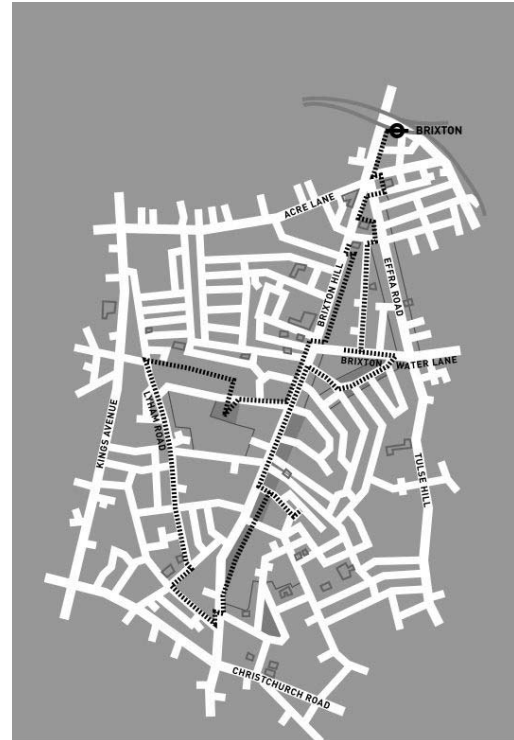 BRIXTON
ACRE LANE
BRIXTON HILL
EFFRA ROAD
BRIXTON WATER LANE
LYHAM ROAD
KINGS AVENUE
TULSE HILL
CHRISTCHURCH ROAD